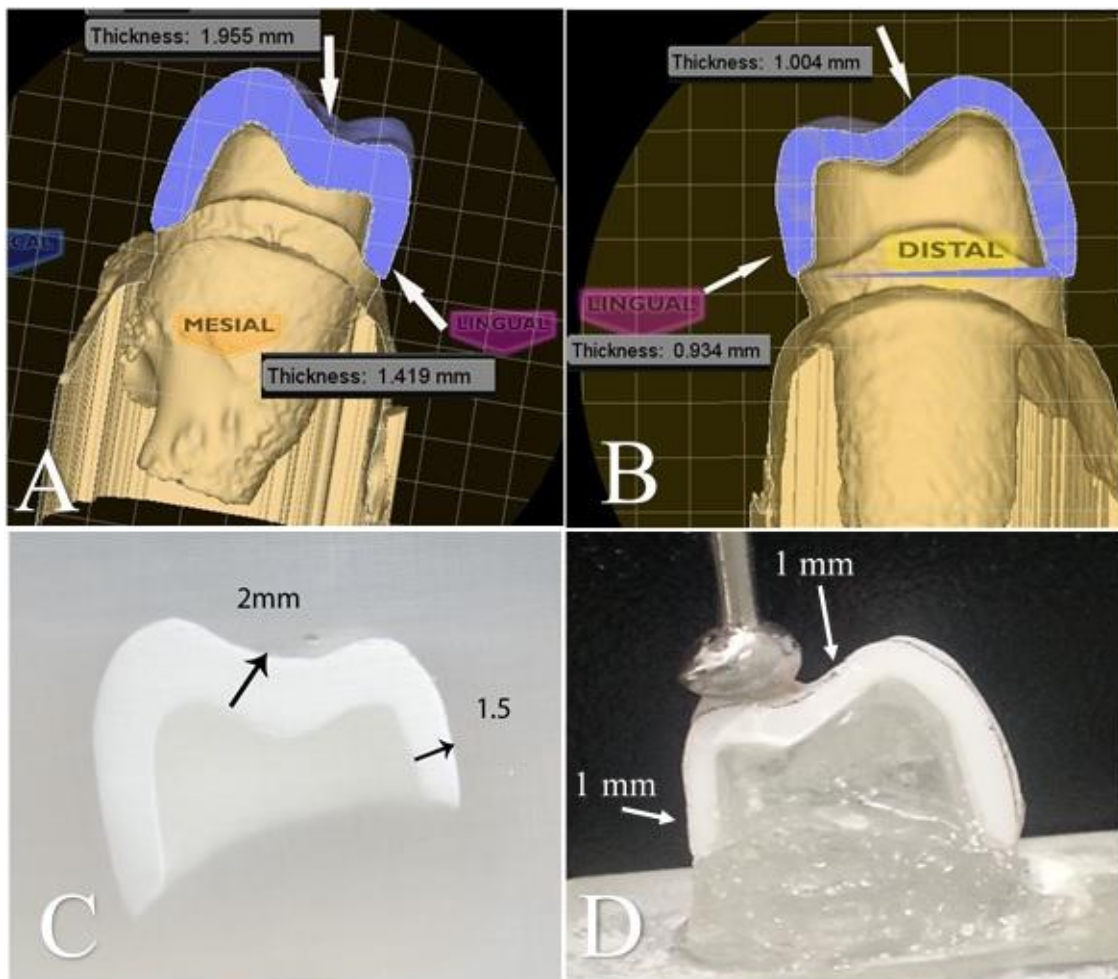 Thickness: 1.955 mm
CAL
MESIAL
LINGUAL
Thickness: 1.419 mm
A
Thickness: 1.004 mm
DISTAL
LINGUAL
Thickness: 0.934 mm
B
2mm
1.5
C
1 mm
1 mm
D